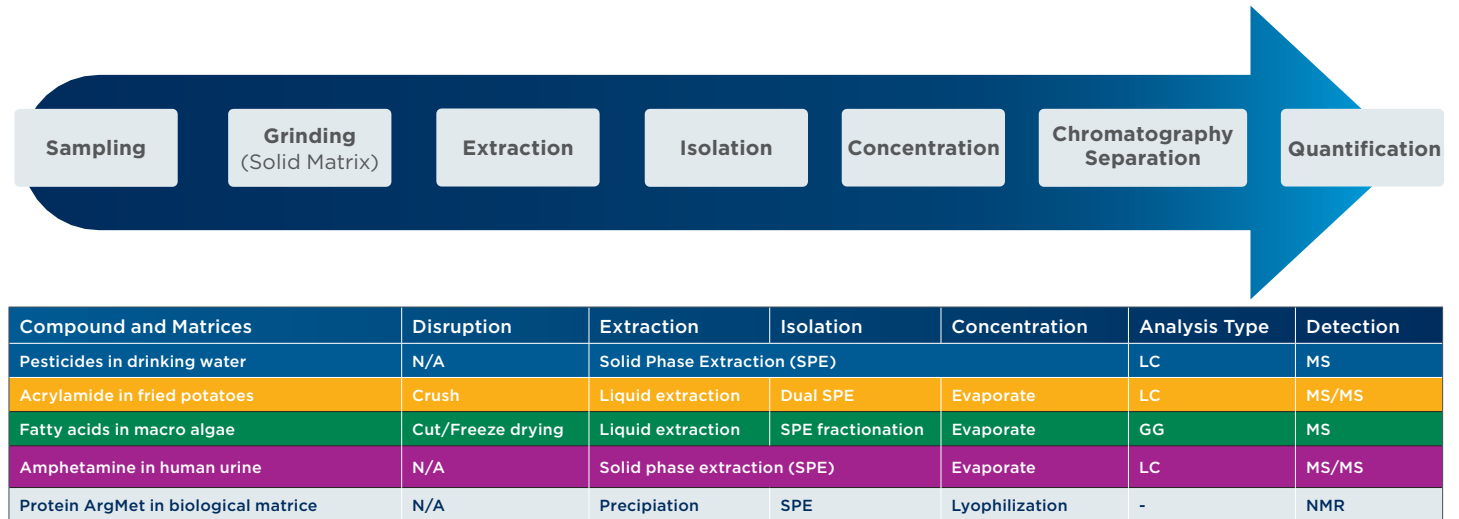 Sampling
Grinding
(Solid Matrix)
Extraction
Isolation
Concentration
Chromatography
Separation
Quantification
Compound and Matrices Disruption Extraction Isolation Concentration Analysis Type Detection
Pesticides in drinking water N/A Solid Phase Extraction (SPE) LC MS
Acrylamide in fried potatoes Crush Liquid extraction Dual SPE Evaporate LC MS/MS
Fatty acids in macro algae Cut/Freeze drying Liquid extraction SPE fractionation Evaporate GG MS
Amphetamine in human urine N/A Solid phase extraction (SPE) Evaporate LC MS/MS
Protein ArgMet in biological matrice N/A Precipiation SPE Lyophilization - NMR